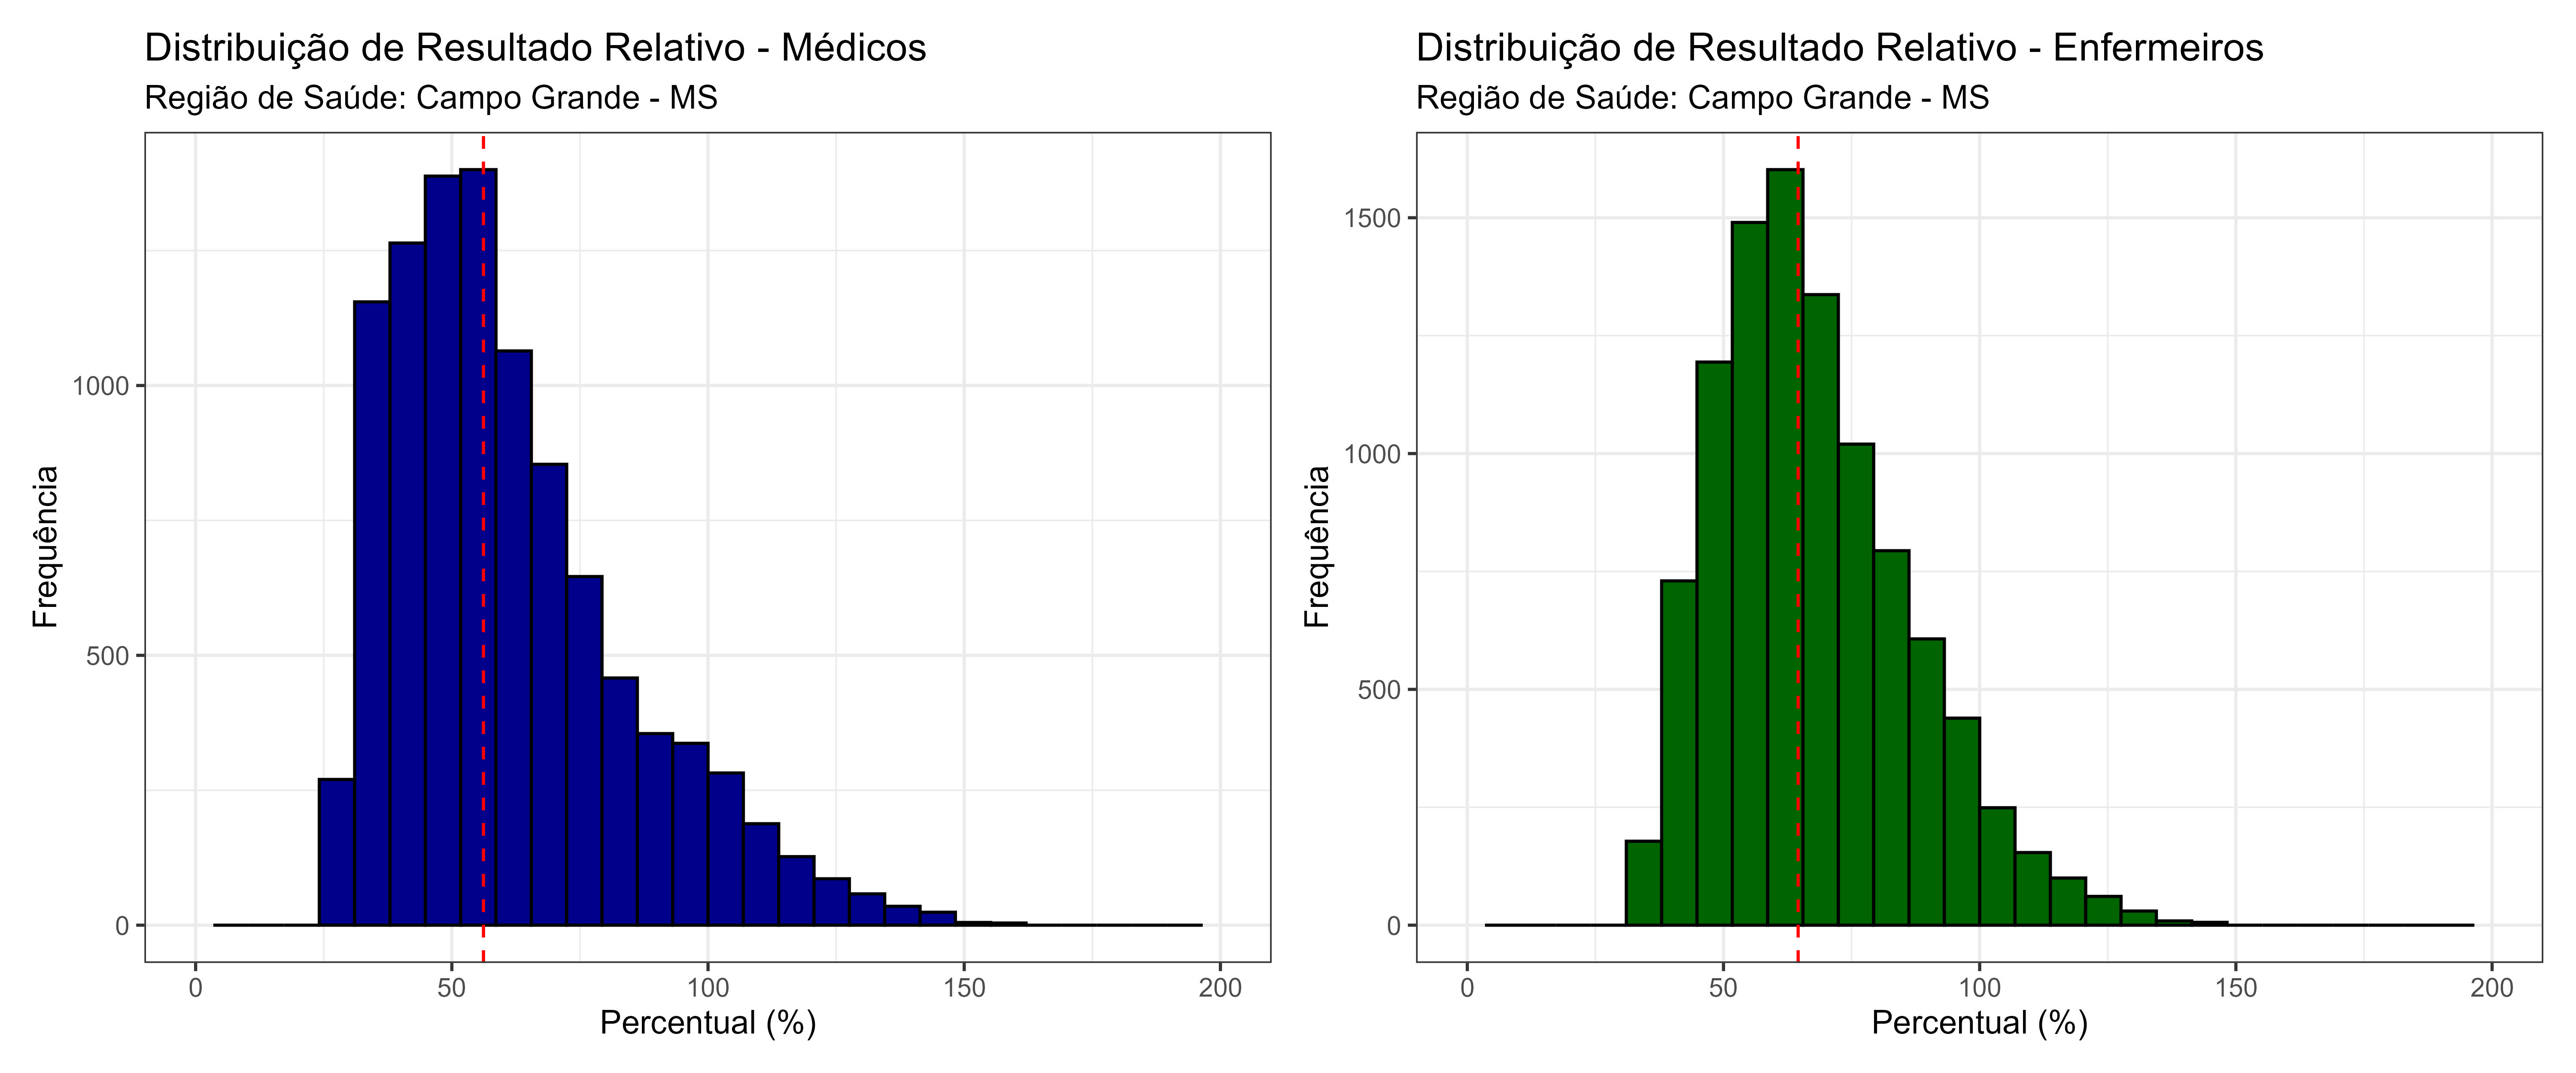 Distribuição de Resultado Relativo - Médicos
Região de Saúde: Campo Grande - MS
Frequência
1000
500
0
0 50 100 150 200
Percentual (%)
Distribuição de Resultado Relativo - Enfermeiros
Região de Saúde: Campo Grande - MS
Frequência
1500
1000
500
0
0 50 100 150 200
Percentual (%)